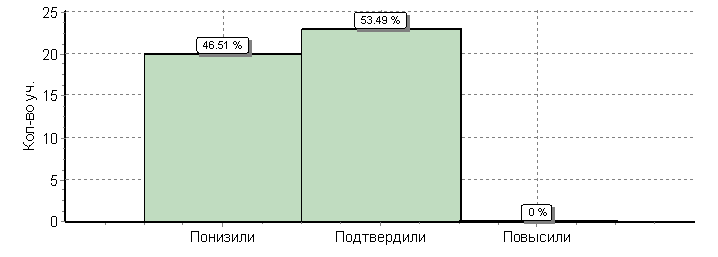 Кол-во уч.
25
20
15
10
5
0
46.51 %
53.49 %
0 %
Понизили
Подтвердили
Повысили